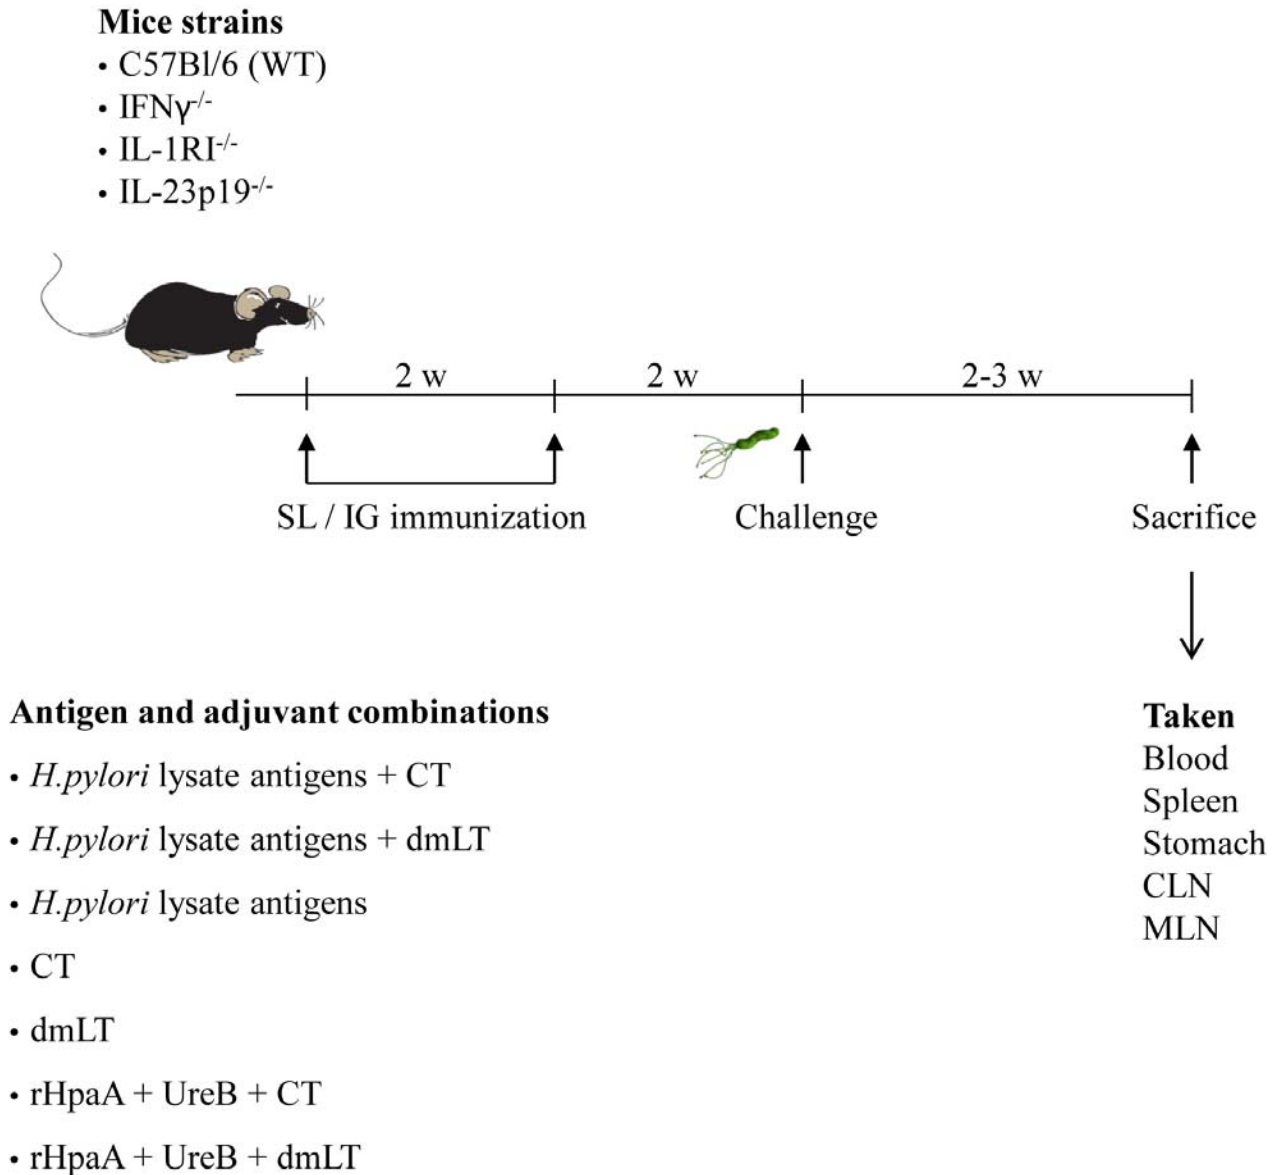 Mice strains
• C57Bl/6 (WT)
• IFNγ-/-
• IL-1RI-/-
• IL-23p19-/-
2 w 2 w 2-3 w
SL / IG immunization Challenge Sacrifice
Antigen and adjuvant combinations
• H.pylori lysate antigens + CT
• H.pylori lysate antigens + dmLT
• H.pylori lysate antigens
• CT
• dmLT
• rHpaA + UreB + CT
• rHpaA + UreB + dmLT
Taken
Blood
Spleen
Stomach
CLN
MLN